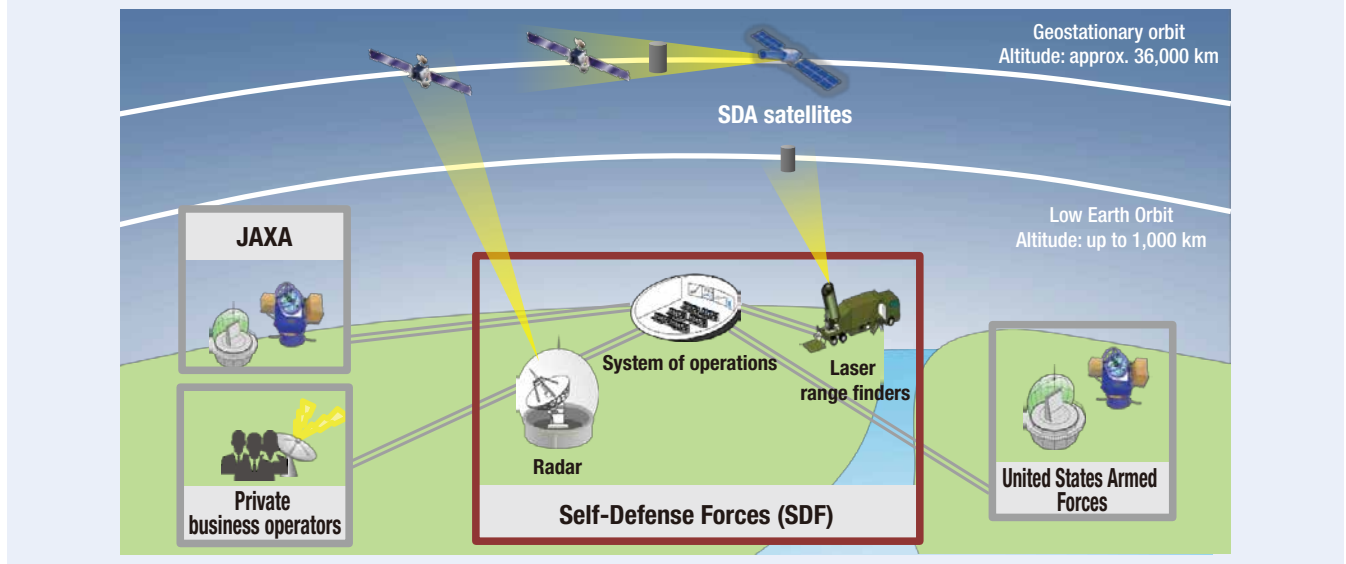 Geostationary orbit
Altitude: approx. 36,000 km
SDA satellites
Low Earth Orbit
Altitude: up to 1,000 km
JAXA
System of operations
Laser
range finders
Radar
Private
business operators
Self-Defense Forces (SDF)
United States Armed
Forces